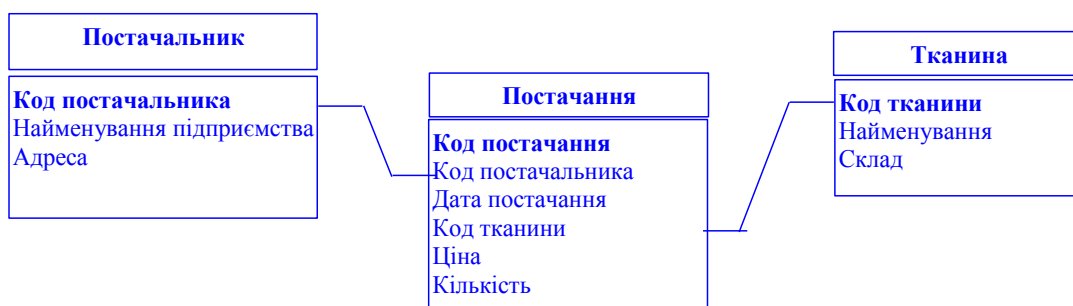 Постачальник
Код постачальника
Найменування підприємства
Адреса
Постачання
Код постачання
Код постачальника
Дата постачання
Код тканини
Ціна
Кількість
Тканина
Код тканини
Найменування
Склад